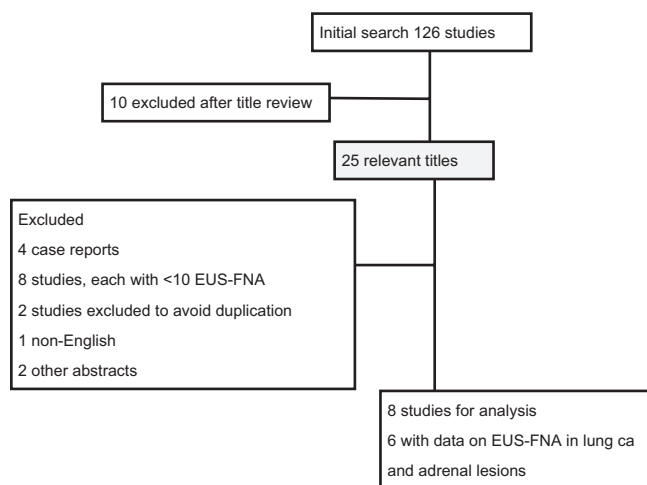 Initial search 126 studies
10 excluded after title review
25 relevant titles
Excluded
4 case reports
8 studies, each with <10 EUS-FNA
2 studies excluded to avoid duplication
1 non-English
2 other abstracts
8 studies for analysis
6 with data on EUS-FNA in lung ca
and adrenal lesions